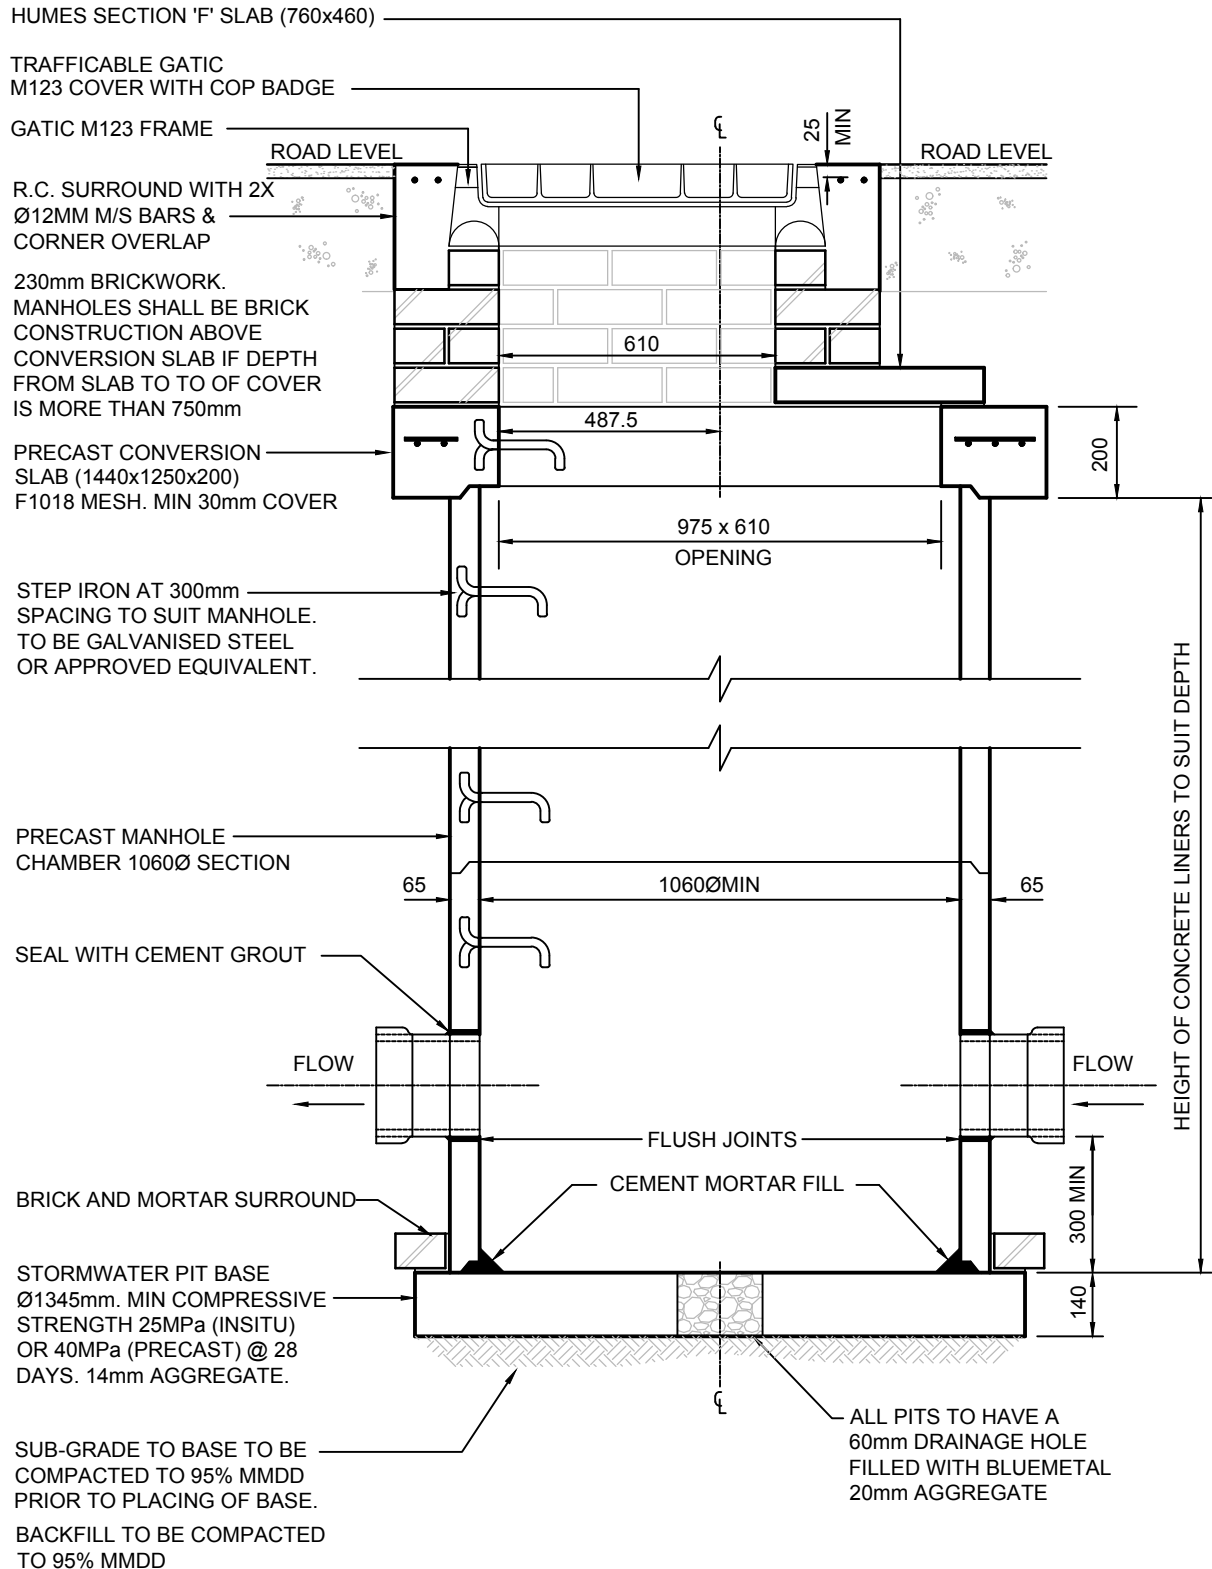 HUMES SECTION 'F' SLAB (760x460)
TRAFFICABLE GATIC
M123 COVER WITH COP BADGE
GATIC M123 FRAME
℄
25
MIN
ROAD LEVEL
ROAD LEVEL
R.C. SURROUND WITH 2X
Ø12MM M/S BARS &
CORNER OVERLAP
230mm BRICKWORK.
MANHOLES SHALL BE BRICK
CONSTRUCTION ABOVE
CONVERSION SLAB IF DEPTH
FROM SLAB TO TO OF COVER
IS MORE THAN 750mm
610
487.5
PRECAST CONVERSION
SLAB (1440x1250x200)
F1018 MESH. MIN 30mm COVER
200
975 x 610
OPENING
STEP IRON AT 300mm
SPACING TO SUIT MANHOLE.
TO BE GALVANISED STEEL
OR APPROVED EQUIVALENT.
HEIGHT OF CONCRETE LINERS TO SUIT DEPTH
PRECAST MANHOLE
CHAMBER 1060Ø SECTION
65
1060ØMIN
65
SEAL WITH CEMENT GROUT
FLOW
FLOW
FLUSH JOINTS
CEMENT MORTAR FILL
300 MIN
BRICK AND MORTAR SURROUND
STORMWATER PIT BASE
Ø1345mm. MIN COMPRESSIVE
STRENGTH 25MPa (INSITU)
OR 40MPa (PRECAST) @ 28
DAYS. 14mm AGGREGATE.
140
℄
ALL PITS TO HAVE A
60mm DRAINAGE HOLE
FILLED WITH BLUEMETAL
20mm AGGREGATE
SUB-GRADE TO BASE TO BE
COMPACTED TO 95% MMDD
PRIOR TO PLACING OF BASE.
BACKFILL TO BE COMPACTED
TO 95% MMDD